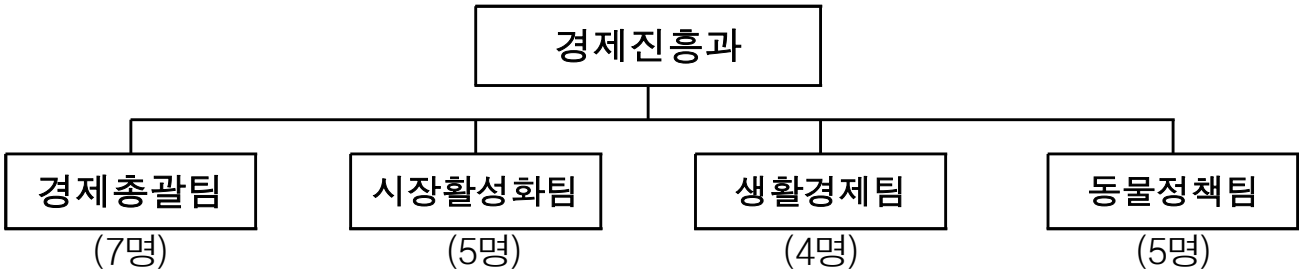 경제진흥과
경제총괄팀 시장활성화팀 생활경제팀 동물정책팀
(7명) (5명) (4명) (5명)